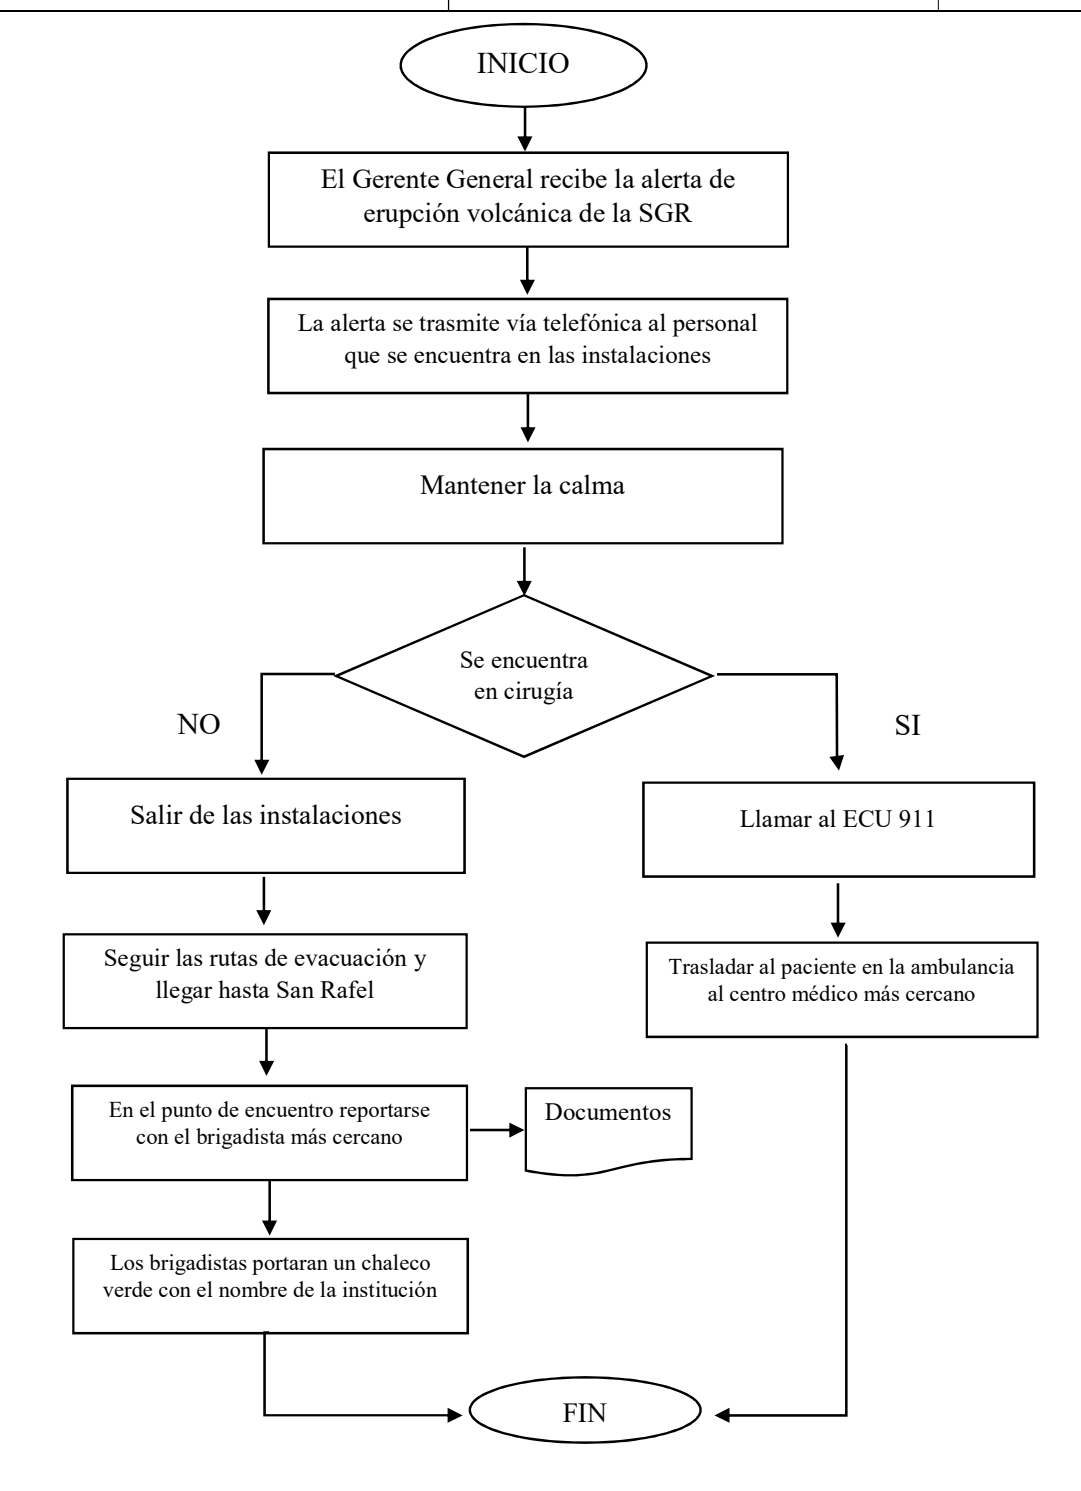 INICIO
El Gerente General recibe la alerta de
erupción volcánica de la SGR
La alerta se trasmite vía telefónica al personal
que se encuentra en las instalaciones
Mantener la calma
Se encuentra
en cirugía
NO
SI
Salir de las instalaciones
Llamar al ECU 911
Seguir las rutas de evacuación y
llegar hasta San Rafel
Trasladar al paciente en la ambulancia
al centro médico más cercano
En el punto de encuentro reportarse
con el brigadista más cercano
Documentos
Los brigadistas portaran un chaleco
verde con el nombre de la institución
FIN